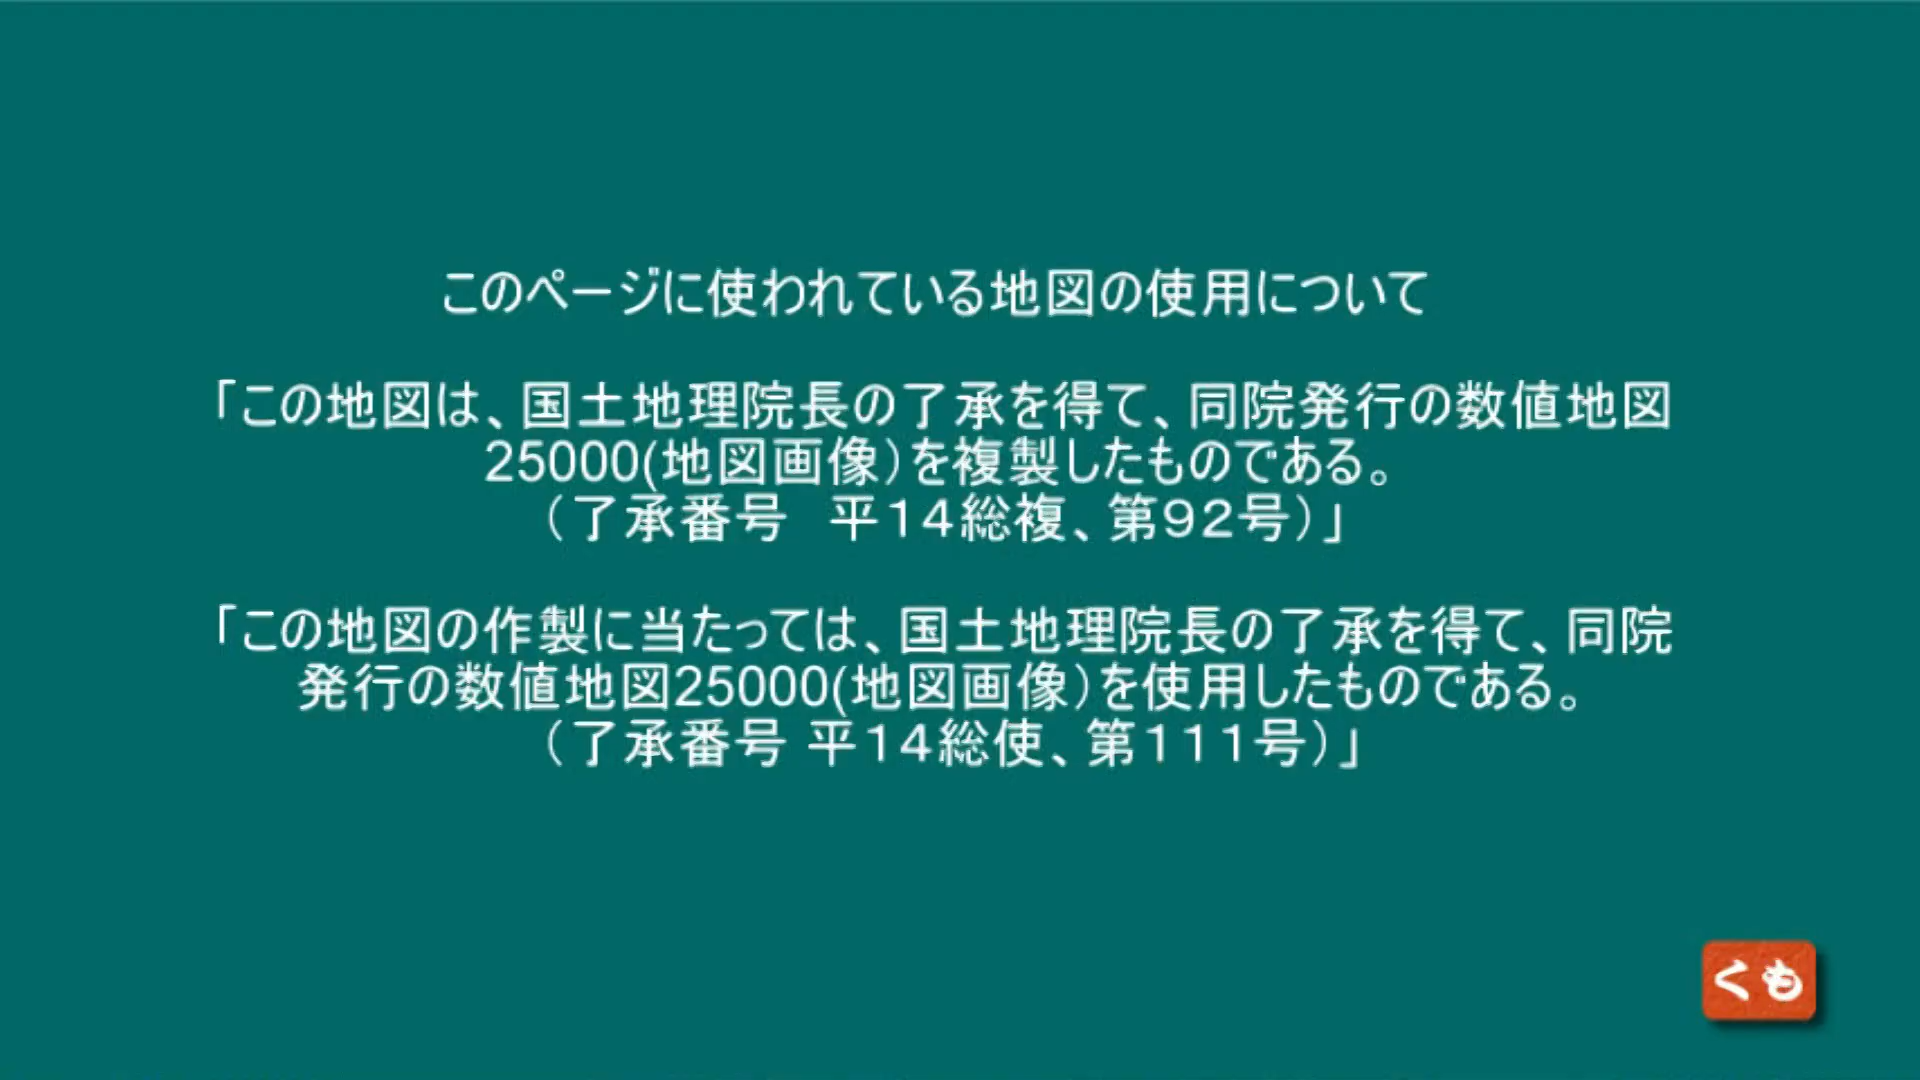 このページに使われている地図の使用について
「この地図は、国土地理院長の了承を得て、同院発行の数値地図
25000(地図画像）を複製したものである。
（了承番号　平１４総複、第９２号）」
「この地図の作製に当たっては、国土地理院長の了承を得て、同院
発行の数値地図25000(地図画像）を使用したものである。
（了承番号 平１４総使、第１１１号）」
くも